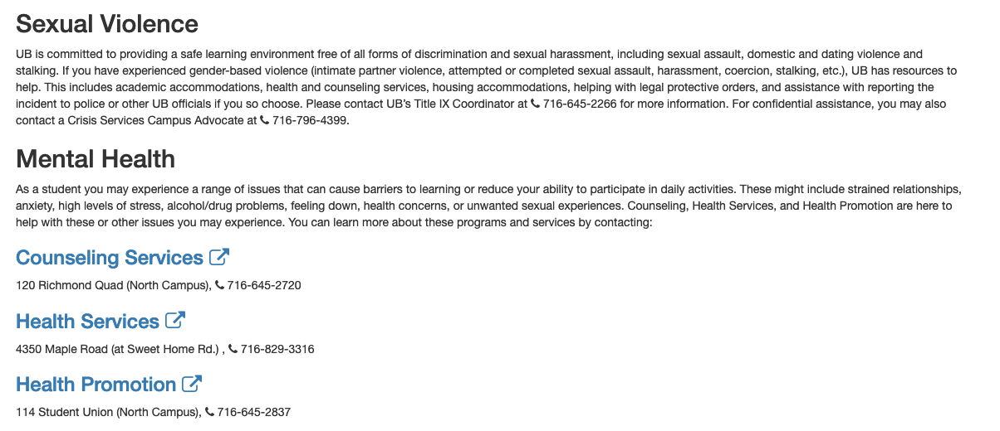 Sexual Violence
UB is committed to providing a safe learning environment free of all forms of discrimination and sexual harassment, including sexual assault, domestic and dating violence and
stalking. If you have experienced gender-based violence (intimate partner violence, attempted or completed sexual assault, harassment, coercion, stalking, etc.), UB has resources to
help. This includes academic accommodations, health and counseling services, housing accommodations, helping with legal protective orders, and assistance with reporting the
incident to police or other UB officials if you so choose. Please contact UB's Title IX Coordinator at 716-645-2266 for more information. For confidential assistance, you may also
contact a Crisis Services Campus Advocate at 716-796-4399.
Mental Health
As a student you may experience a range of issues that can cause barriers to learning or reduce your ability to participate in daily activities. These might include strained relationships,
anxiety, high levels of stress, alcohol/drug problems, feeling down, health concerns, or unwanted sexual experiences. Counseling, Health Services, and Health Promotion are here to
help with these or other issues you may experience. You can learn more about these programs and services by contacting:
Counseling Services
120 Richmond Quad (North Campus), 716-645-2720
Health Services
4350 Maple Road (at Sweet Home Rd.) , 716-829-3316
Health Promotion
114 Student Union (North Campus), 716-645-2837